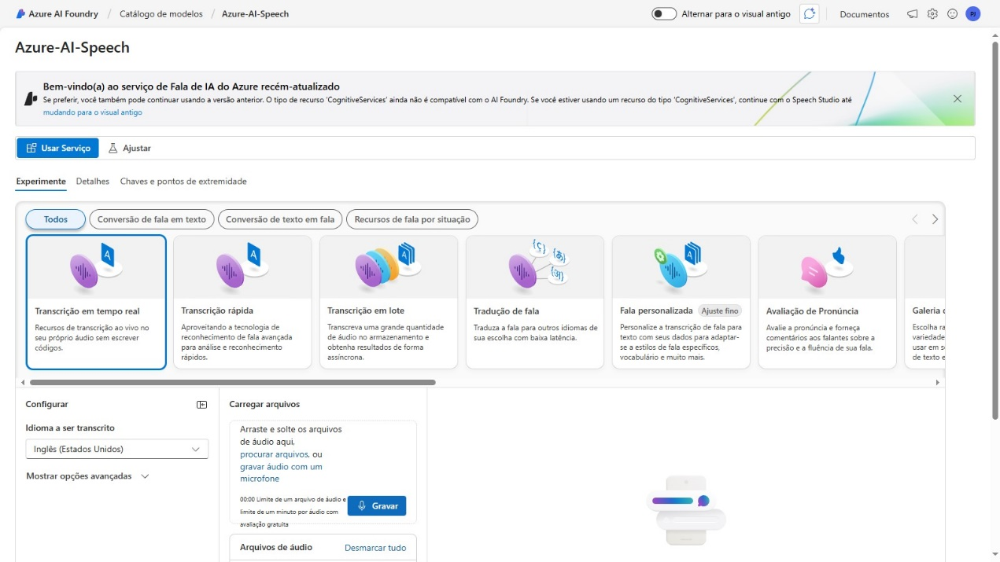 Azure AI Foundry / Catálogo de modelos / Azure-AI-Speech
Alternar para o visual antigo
Documentos
PJ
Azure-AI-Speech
Bem-vindo(a) ao serviço de Fala de IA do Azure recém-atualizado
Se preferir, você também pode continuar usando a versão anterior. O tipo de recurso 'CognitiveServices' ainda não é compatível com o AI Foundry. Se você estiver usando um recurso do tipo 'CognitiveServices', continue com o Speech Studio até
mudando para o visual antigo
Usar Serviço
Ajustar
Experimente
Detalhes
Chaves e pontos de extremidade
Todos
Conversão de fala em texto
Conversão de texto em fala
Recursos de fala por situação
Transcrição em tempo real
Recursos de transcrição ao vivo no
seu próprio áudio sem escrever
códigos.
Transcrição rápida
Aproveitando a tecnologia de
reconhecimento de fala avançada
para análise e reconhecimento
rápidos.
Transcrição em lote
Transcreva uma grande quantidade
de áudio no armazenamento e
obtenha resultados de forma
assíncrona.
Tradução de fala
Traduza a fala para outros idiomas de
sua escolha com baixa latência.
Fala personalizada
Ajuste fino
Personalize a transcrição de fala para
texto com seus dados para adaptar-
se a estilos de fala específicos,
vocabulário e muito mais.
Avaliação de Pronúncia
Avalie a pronúncia e forneça
comentários aos falantes sobre a
precisão e a fluência de sua fala.
Galeria
Escolha
variedade
usar em
de texto
Configurar
Idioma a ser transcrito
Inglês (Estados Unidos)
Mostrar opções avançadas
Carregar arquivos
Arraste e solte os arquivos
de áudio aqui,
procurar arquivos, ou
gravar áudio com um
microfone
00:00 Limite de um arquivo de áudio e
limite de um minuto por áudio com
avaliação gratuita
Gravar
Arquivos de áudio
Desmarcar tudo